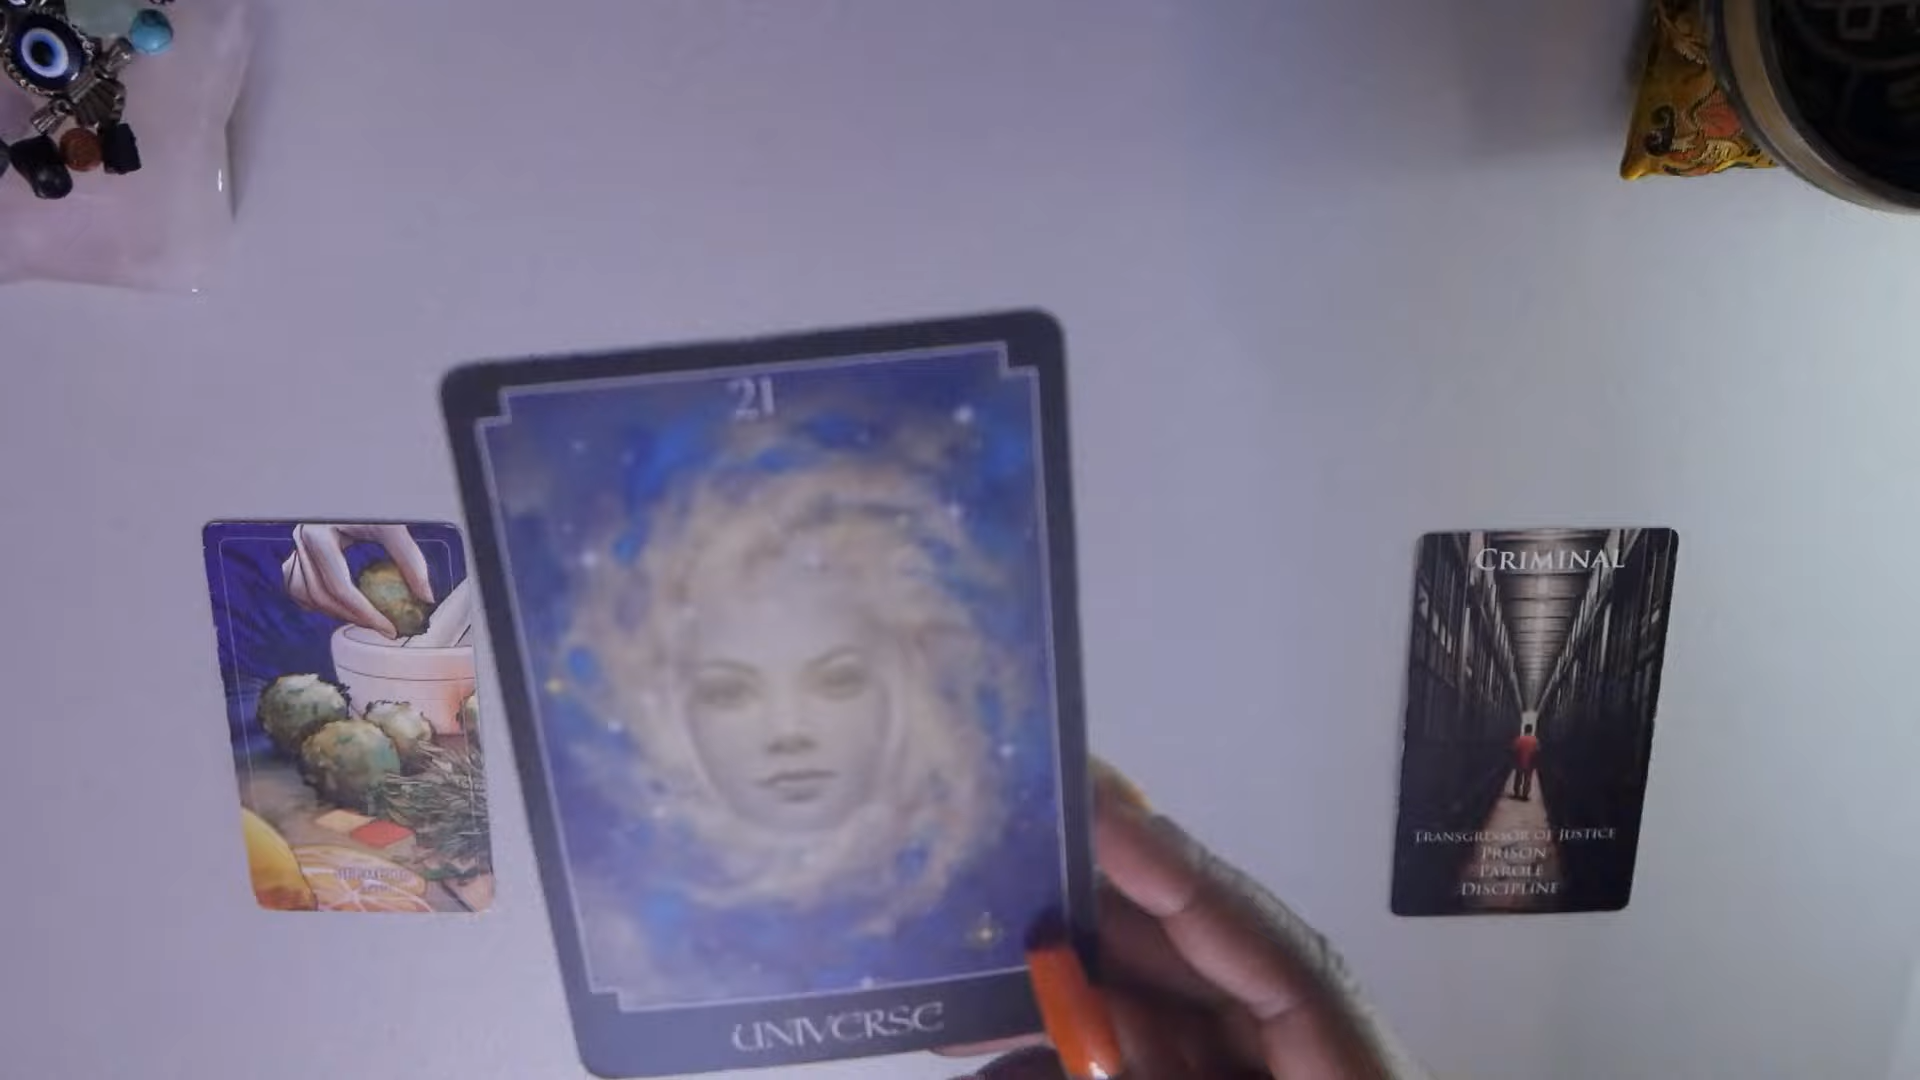 21
UNIVERSE
CRIMINAL
TRANSGRESSOR OF JUSTICE
PRISON
PAROLE
DISCIPLINE